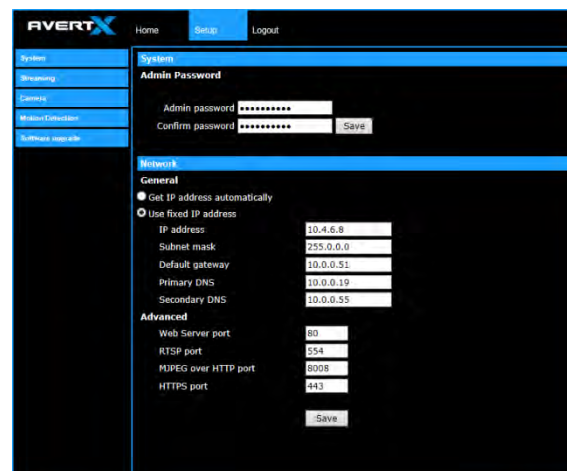 AVERTX
Home Setup Logout
System
Streaming
Camera
Motion Detection
Software upgrade
System
Admin Password
Admin password ••••••••••
Confirm password •••••••••• Save
Network
General
Get IP address automatically
Use fixed IP address
IP address 10.4.6.8
Subnet mask 255.0.0.0
Default gateway 10.0.0.51
Primary DNS 10.0.0.19
Secondary DNS 10.0.0.55
Advanced
Web Server port 80
RTSP port 554
MJPEG over HTTP port 8008
HTTPS port 443
Save